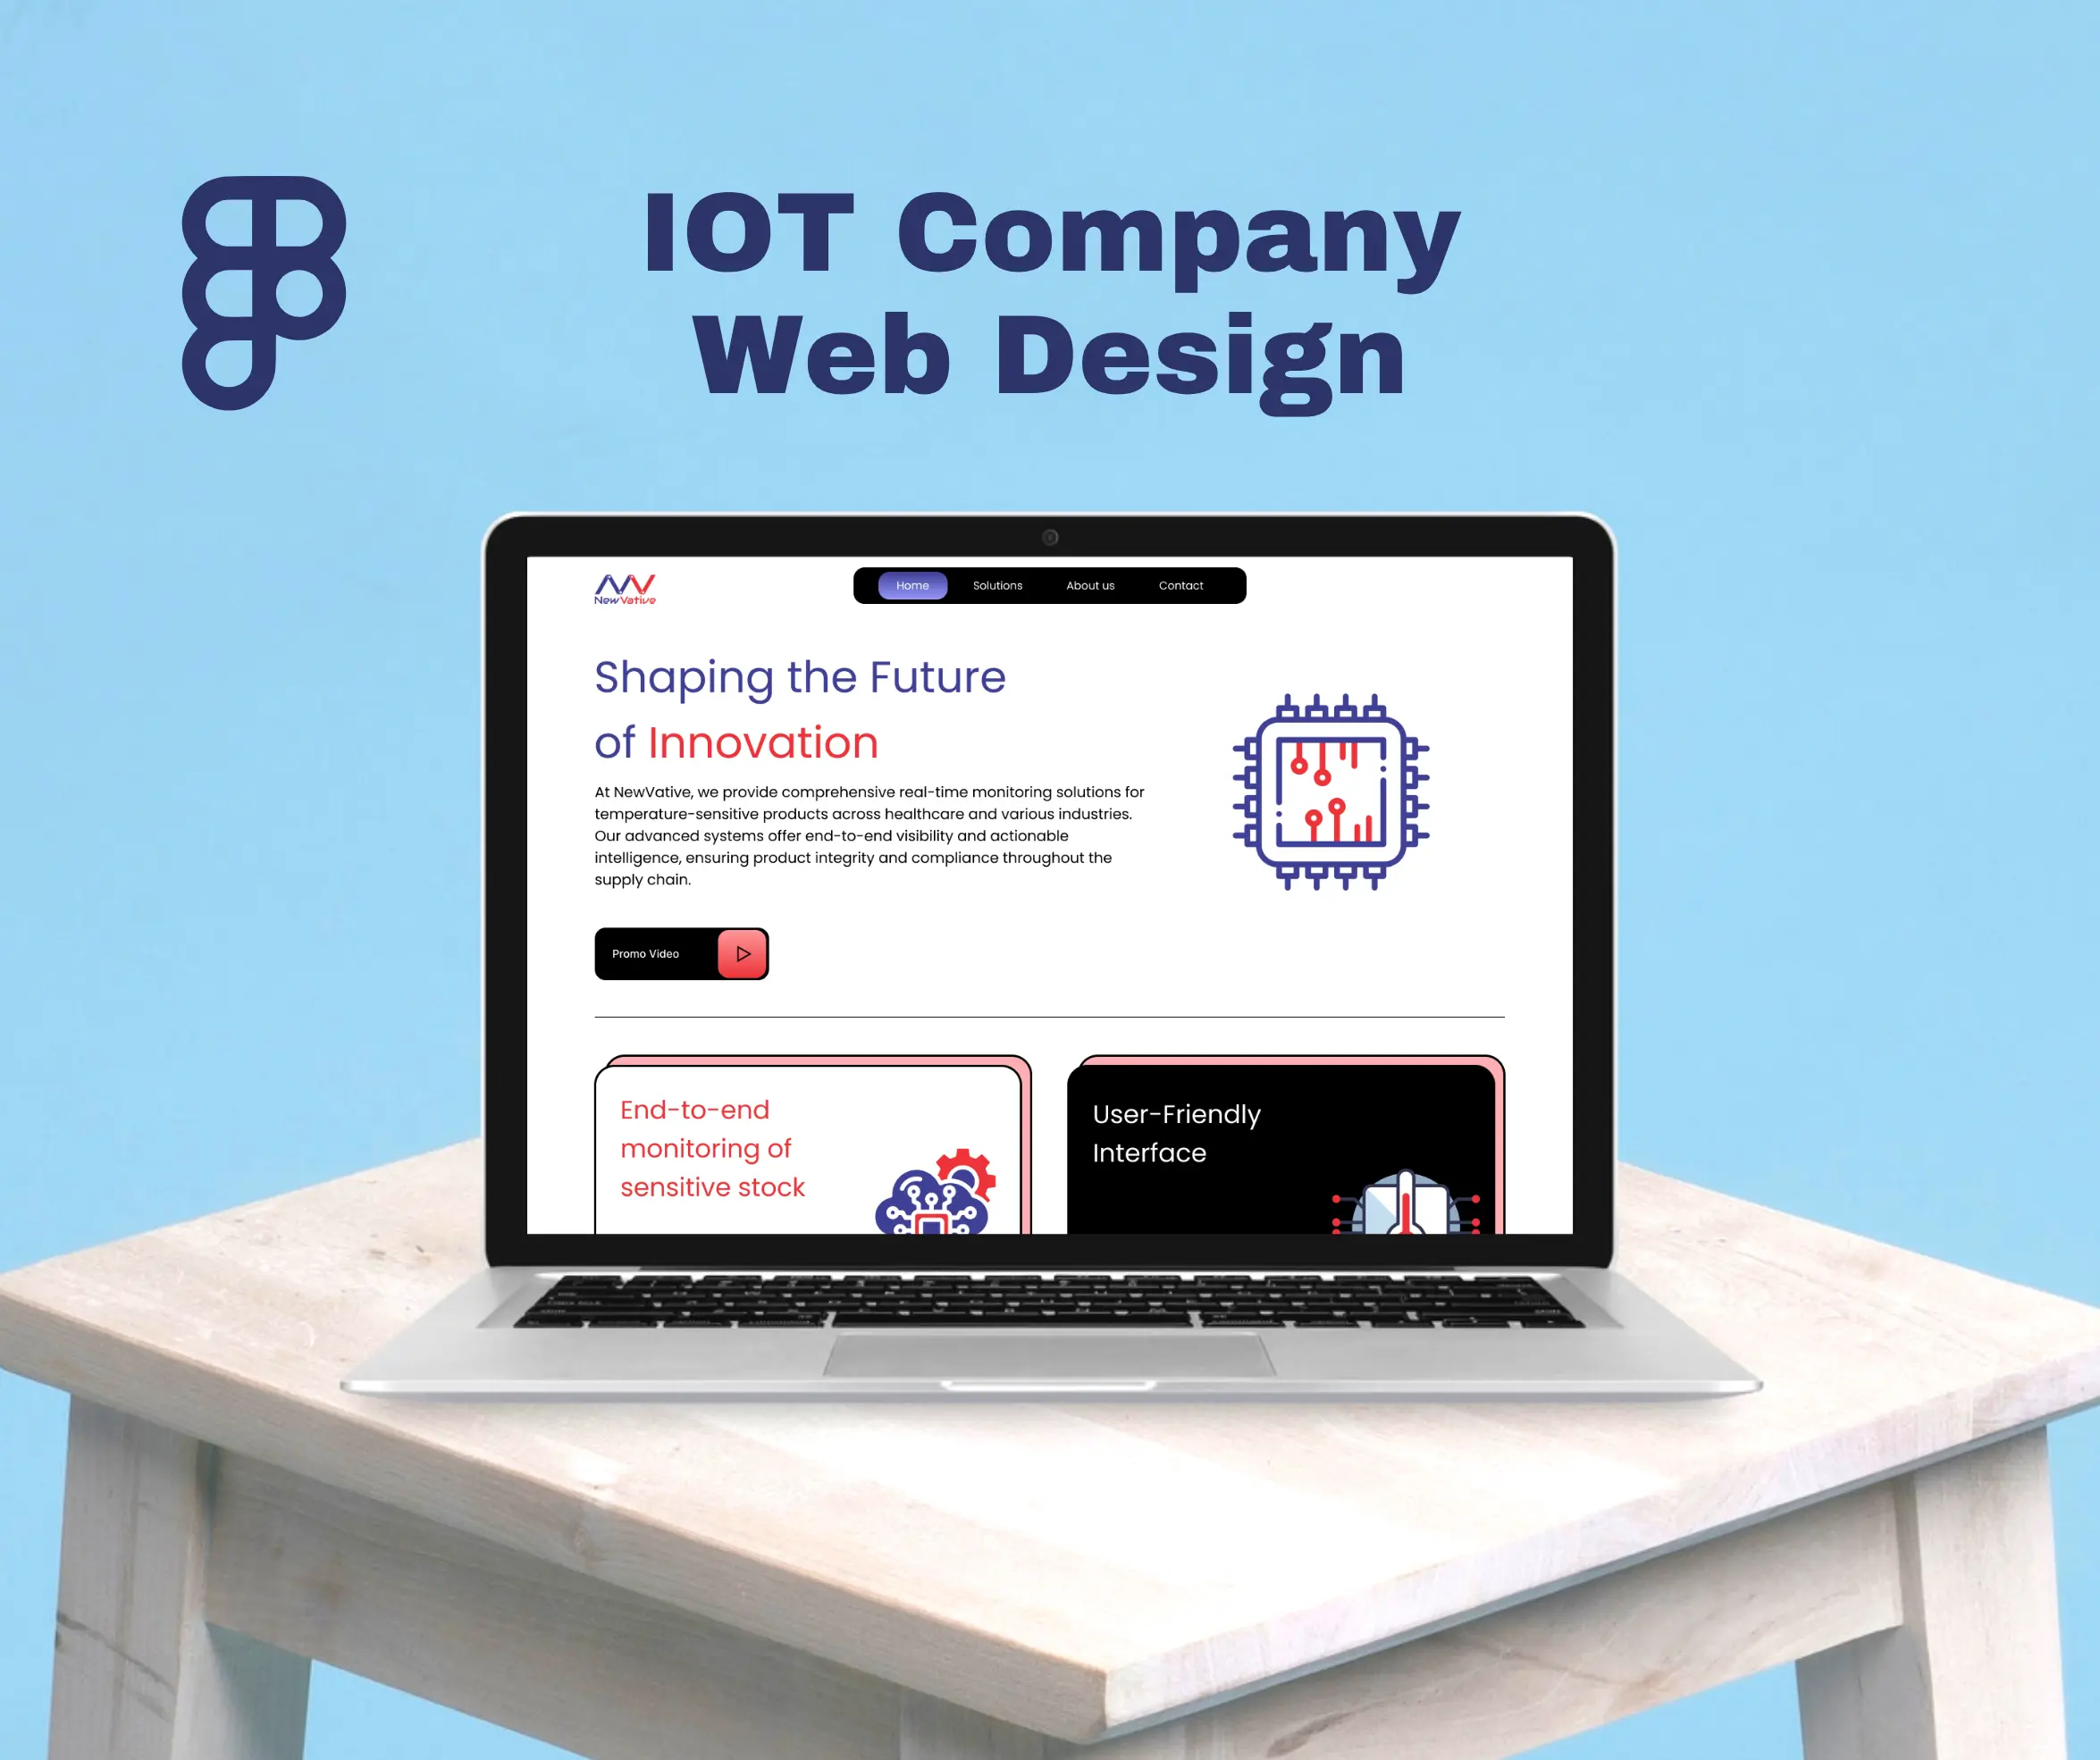 IOT Company
Web Design
NewVative
Home
Solutions
About us
Contact
Shaping the Future
of Innovation
At NewVative, we provide comprehensive real-time monitoring solutions for
temperature-sensitive products across healthcare and various industries.
Our advanced systems offer end-to-end visibility and actionable
intelligence, ensuring product integrity and compliance throughout the
supply chain.
Promo Video
End-to-end
monitoring of
sensitive stock
User-Friendly
Interface